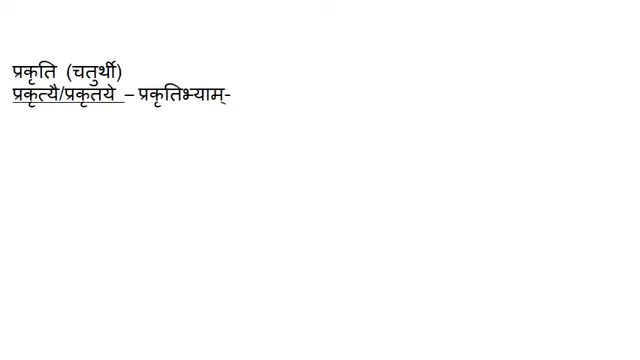 प्रकृति (चतुर्थी)
प्रकृत्यै/प्रकृतये – प्रकृतिभ्याम्-